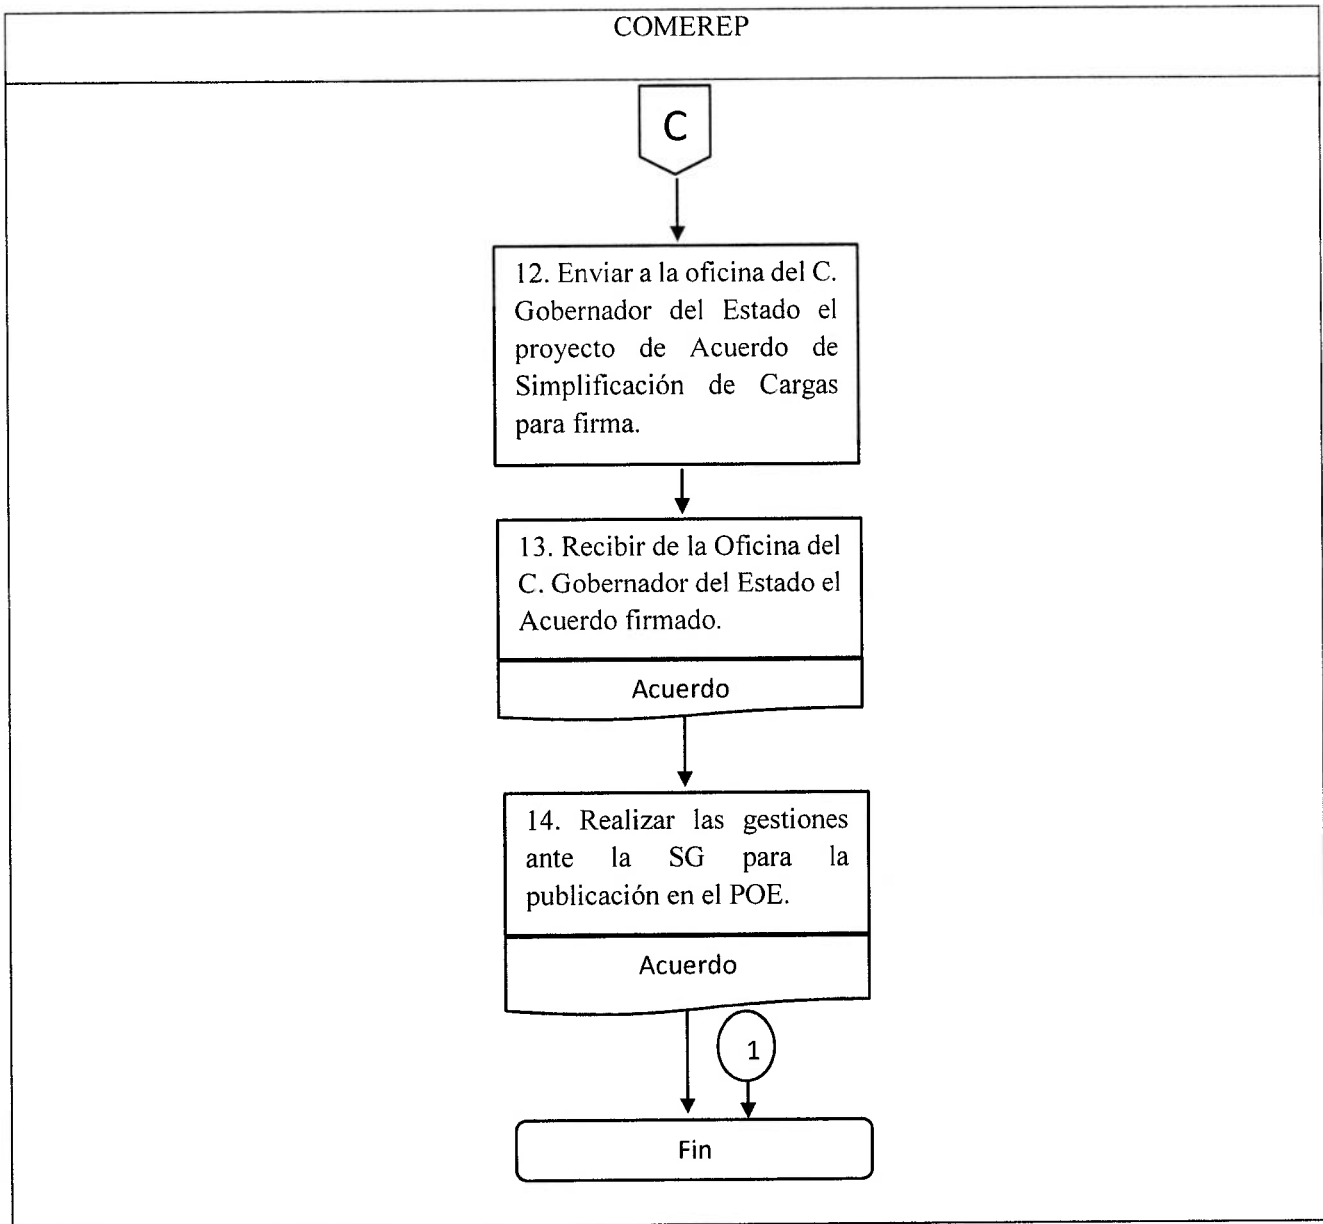 COMEREP
C
12. Enviar a la oficina del C.
Gobernador del Estado el
proyecto de Acuerdo de
Simplificación de Cargas
para firma.
13. Recibir de la Oficina del
C. Gobernador del Estado el
Acuerdo firmado.
Acuerdo
14. Realizar las gestiones
ante la SG para la
publicación en el POE.
Acuerdo
1
Fin